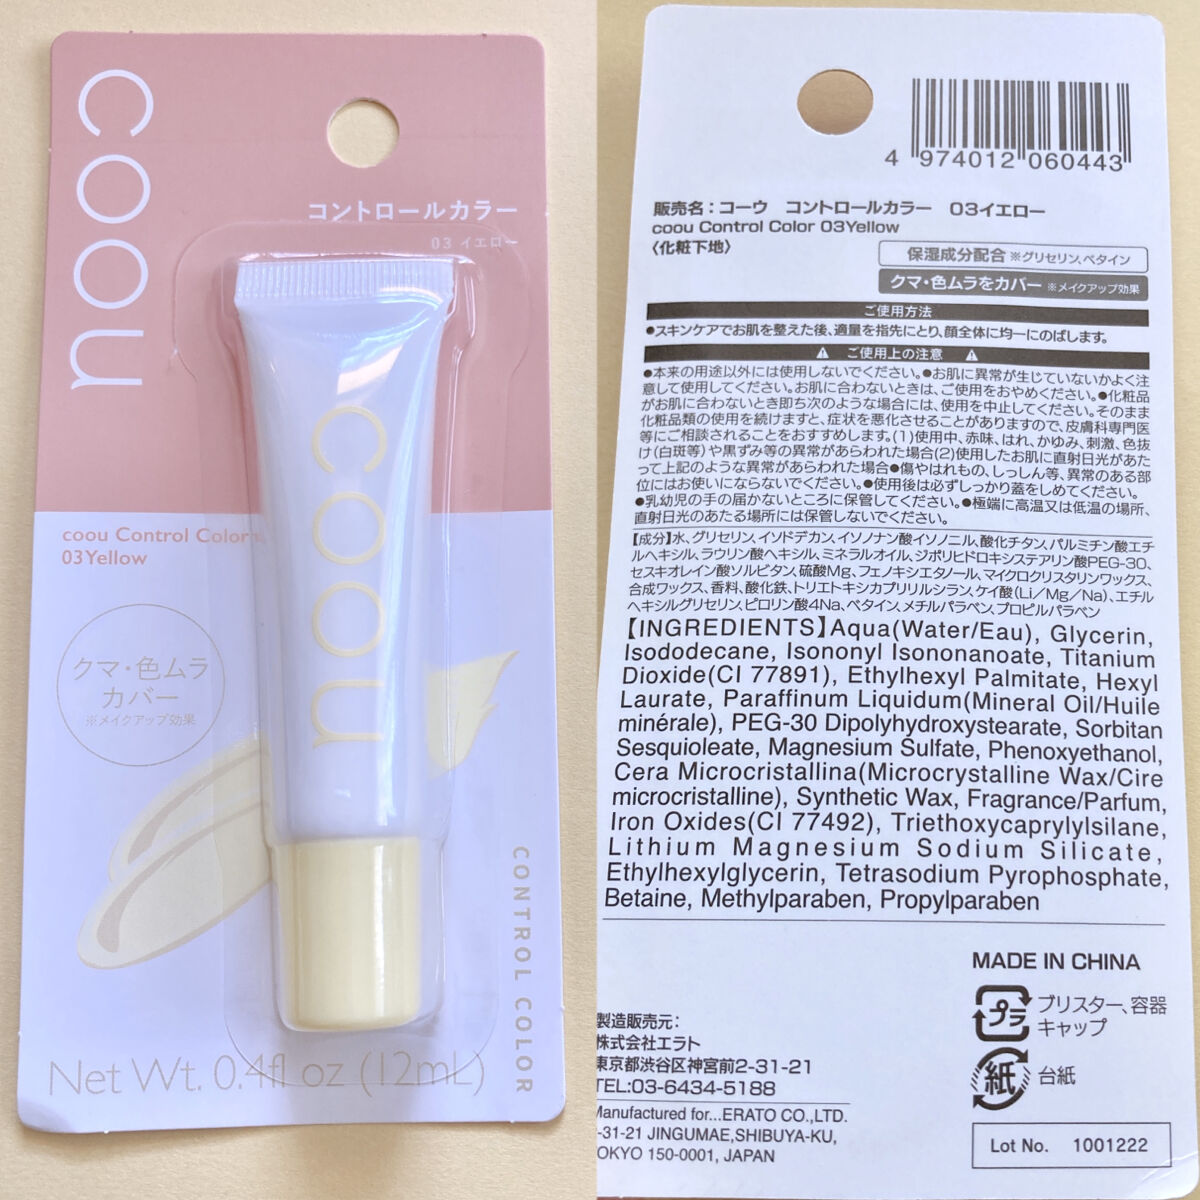 coou
コントロールカラー
03 イエロー
coou
coou Control Color
03Yellow
クマ・色ムラ
カバー
※メイクアップ効果
CONTROL COLOR
Net Wt. 0.4fl oz (12mL)
4 974012 060443
販売名：コーウ コントロールカラー 03イエロー
coou Control Color 03Yellow
〈化粧下地〉
保湿成分配合 ※グリセリン、ベタイン
クマ・色ムラをカバー ※メイクアップ効果
ご使用方法
●スキンケアでお肌を整えた後、適量を指先にとり、顔全体に均一にのばします。
ご使用上の注意
●本来の用途以外には使用しないでください。●お肌に異常が生じていないかよく注
意して使用してください。お肌に合わないときは、ご使用をおやめください。●化粧品
がお肌に合わないとき即ち次のような場合には、使用を中止してください。そのまま
化粧品類の使用を続けますと、症状を悪化させることがありますので、皮膚科専門医
等にご相談されることをおすすめします。(1)使用中、赤味、はれ、かゆみ、刺激、色抜
け(白斑等)や黒ずみ等の異常があらわれた場合(2)使用したお肌に直射日光があた
って上記のような異常があらわれた場合●傷やはれもの、しっしん等、異常のある部
位にはお使いにならないでください。●使用後は必ずしっかり蓋をしめてください。
●乳幼児の手の届かないところに保管してください。●極端に高温又は低温の場所、
直射日光のあたる場所には保管しないでください。
【成分】水、グリセリン、イソドデカン、イソノナン酸イソノニル、酸化チタン、パルミチン酸エチ
ルヘキシル、ラウリン酸ヘキシル、ミネラルオイル、ジポリヒドロキシステアリン酸PEG-30、
セスキオレイン酸ソルビタン、硫酸Mg、フェノキシエタノール、マイクロクリスタリンワックス、
合成ワックス、香料、酸化鉄、トリエトキシカプリリルシラン、ケイ酸(Li／Mg／Na)、エチル
ヘキシルグリセリン、ピロリン酸4Na、ベタイン、メチルパラベン、プロピルパラベン
【INGREDIENTS】Aqua(Water/Eau), Glycerin,
Isododecane, Isononyl Isononanoate, Titanium
Dioxide(CI 77891), Ethylhexyl Palmitate, Hexyl
Laurate, Paraffinum Liquidum(Mineral Oil/Huile
minérale), PEG-30 Dipolyhydroxystearate, Sorbitan
Sesquioleate, Magnesium Sulfate, Phenoxyethanol,
Cera Microcristallina(Microcrystalline Wax/Cire
microcristalline), Synthetic Wax, Fragrance/Parfum,
Iron Oxides(CI 77492), Triethoxycaprylylsilane,
Lithium Magnesium Sodium Silicate,
Ethylhexylglycerin, Tetrasodium Pyrophosphate,
Betaine, Methylparaben, Propylparaben
MADE IN CHINA
プラ ブリスター、容器
キャップ
紙 台紙
製造販売元：
株式会社エラト
東京都渋谷区神宮前2-31-21
TEL:03-6434-5188
Manufactured for...ERATO CO.,LTD.
-31-21 JINGUMAE,SHIBUYA-KU,
OKYO 150-0001, JAPAN
Lot No. 1001222